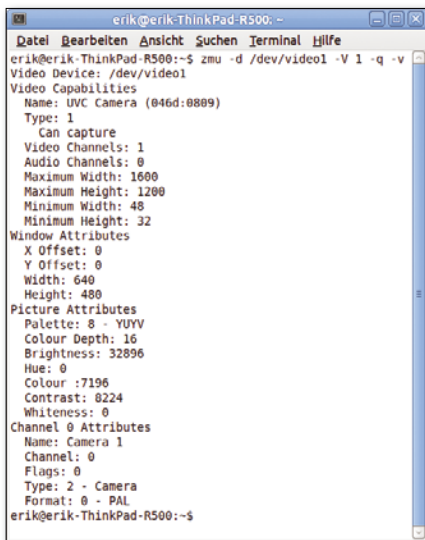 erik@erik-ThinkPad-R500: ~
Datei Bearbeiten Ansicht Suchen Terminal Hilfe
erik@erik-ThinkPad-R500:~$ zmu -d /dev/video1 -V 1 -q -v
Video Device: /dev/video1
Video Capabilities
  Name: UVC Camera (046d:0809)
  Type: 1
    Can capture
  Video Channels: 1
  Audio Channels: 0
  Maximum Width: 1600
  Maximum Height: 1200
  Minimum Width: 48
  Minimum Height: 32
Window Attributes
  X Offset: 0
  Y Offset: 0
  Width: 640
  Height: 480
Picture Attributes
  Palette: 8 - YUYV
  Colour Depth: 16
  Brightness: 32896
  Hue: 0
  Colour :7196
  Contrast: 8224
  Whiteness: 0
Channel 0 Attributes
  Name: Camera 1
  Channel: 0
  Flags: 0
  Type: 2 - Camera
  Format: 0 - PAL
erik@erik-ThinkPad-R500:~$